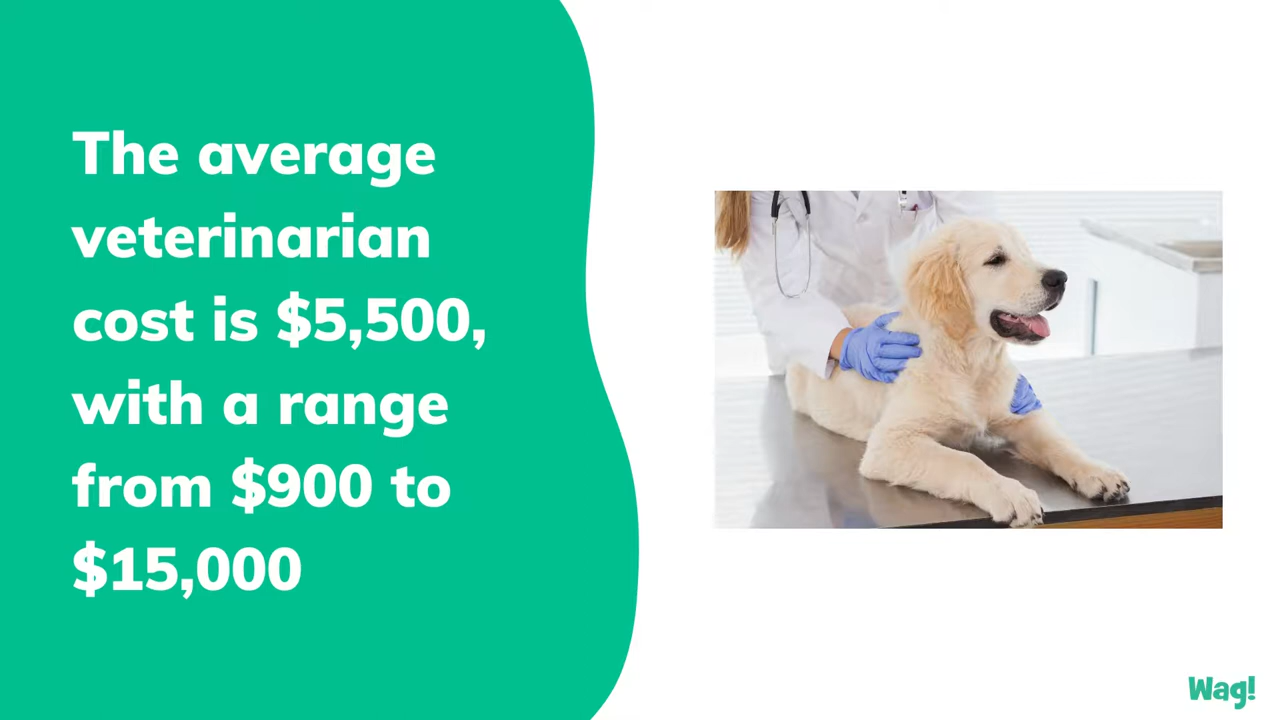 The average
veterinarian
cost is $5,500,
with a range
from $900 to
$15,000
Wag!